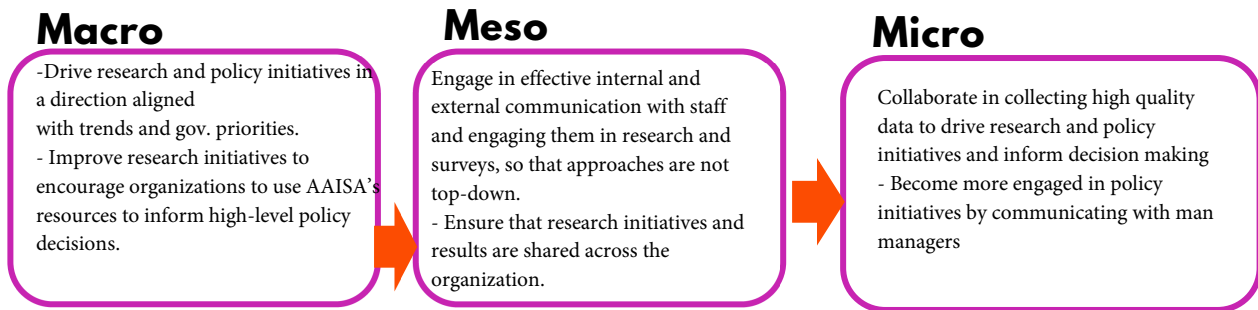 Macro
-Drive research and policy initiatives in
a direction aligned
with trends and gov. priorities.
- Improve research initiatives to
encourage organizations to use AAISA's
resources to inform high-level policy
decisions.
Meso
Engage in effective internal and
external communication with staff
and engaging them in research and
surveys, so that approaches are not
top-down.
- Ensure that research initiatives and
results are shared across the
organization.
Micro
Collaborate in collecting high quality
data to drive research and policy
initiatives and inform decision making
- Become more engaged in policy
initiatives by communicating with man
managers